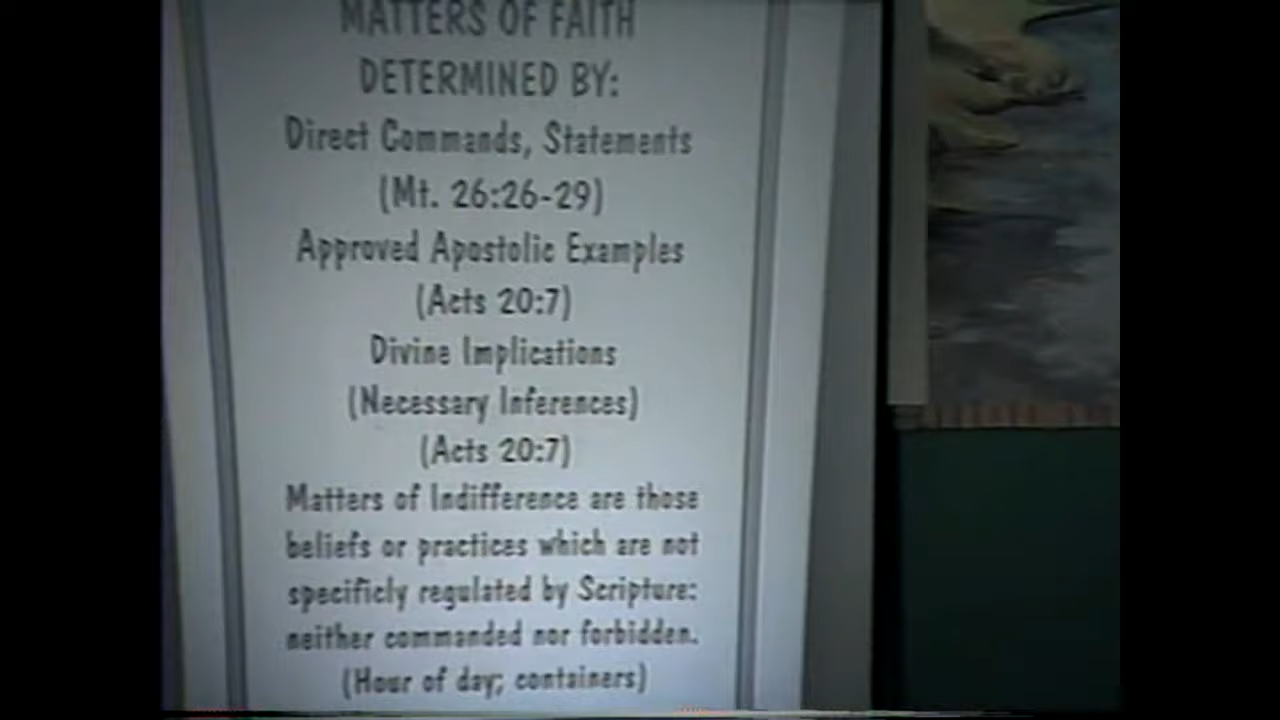 MATTERS OF FAITH
DETERMINED BY:
Direct Commands, Statements
(Mt. 26:26-29)
Approved Apostolic Examples
(Acts 20:7)
Divine Implications
(Necessary Inferences)
(Acts 20:7)
Matters of Indifference are those
beliefs or practices which are not
specificly regulated by Scripture:
neither commanded nor forbidden.
(Hour of day; containers)